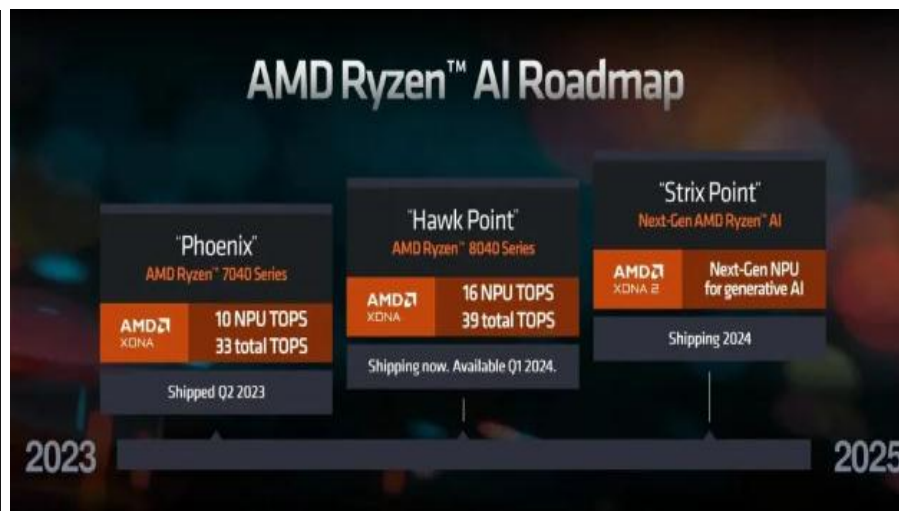 AMD Ryzen™ AI Roadmap
"Phoenix"
AMD Ryzen™ 7040 Series
AMD
XDNA
10 NPU TOPS
33 total TOPS
Shipped Q2 2023
"Hawk Point"
AMD Ryzen™ 8040 Series
AMD
XDNA
16 NPU TOPS
39 total TOPS
Shipping now. Available Q1 2024.
"Strix Point"
Next-Gen AMD Ryzen™ AI
AMD
XDNA 2
Next-Gen NPU
for generative AI
Shipping 2024
2023
2025